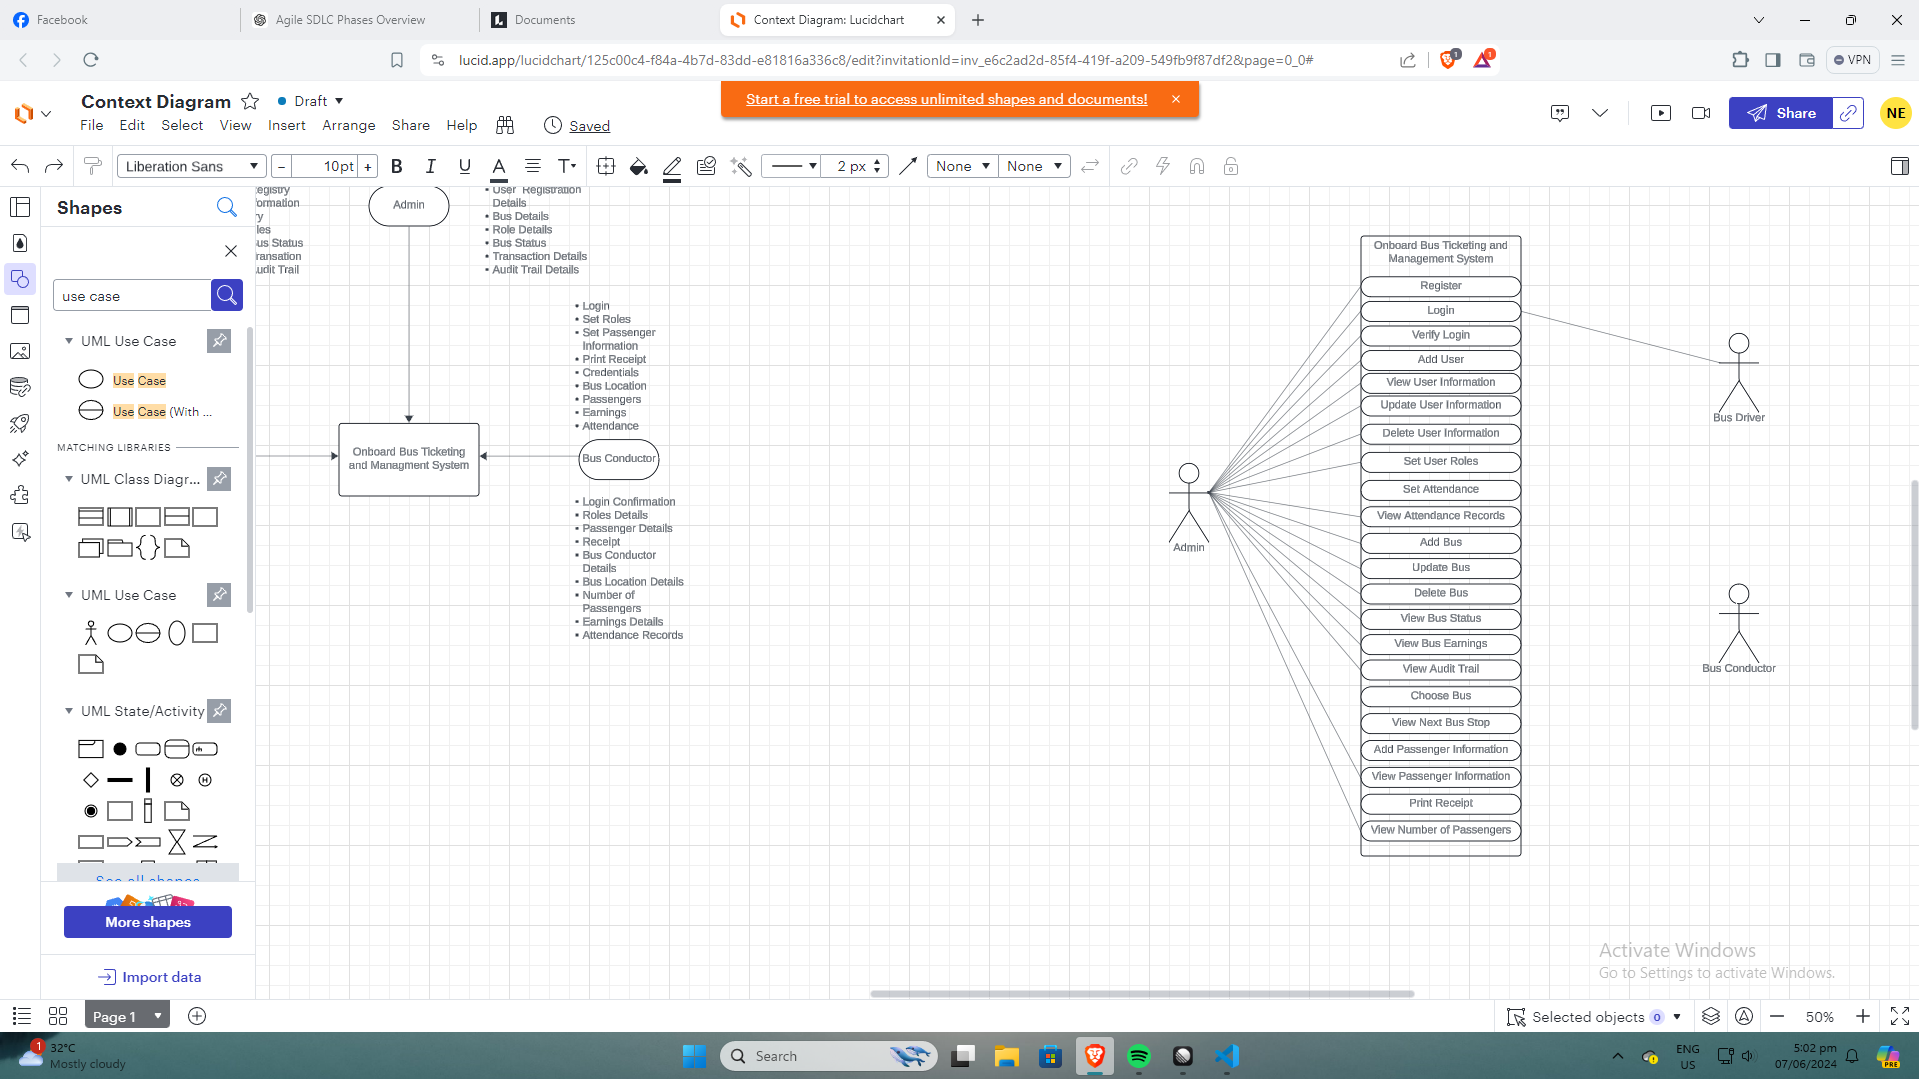 Facebook
Agile SDLC Phases Overview
Documents
Context Diagram: Lucidchart
lucid.app/lucidchart/125c00c4-f84a-4b7d-83dd-e81816a336c8/edit?invitationId=inv_e6c2ad2d-85f4-419f-a209-549fb9f87df2&page=0_0#
1
1
VPN
Context Diagram
Draft
Start a free trial to access unlimited shapes and documents!
File Edit Select View Insert Arrange Share Help
Saved
Share
NE
Liberation Sans
10pt
B I U A T
2 px
None
None
Shapes
use case
UML Use Case
Use Case
Use Case (With ...
MATCHING LIBRARIES
UML Class Diagr...
UML Use Case
UML State/Activity
See all shapes
More shapes
Import data
egistry
formation
ry
les
us Status
ransation
udit Trail
Admin
• User Registration
Details
• Bus Details
• Role Details
• Bus Status
• Transaction Details
• Audit Trail Details
• Login
• Set Roles
• Set Passenger
Information
• Print Receipt
• Credentials
• Bus Location
• Passengers
• Earnings
• Attendance
Onboard Bus Ticketing
and Managment System
Bus Conductor
• Login Confirmation
• Roles Details
• Passenger Details
• Receipt
• Bus Conductor
Details
• Bus Location Details
• Number of
Passengers
• Earnings Details
• Attendance Records
Admin
Onboard Bus Ticketing and
Management System
Register
Login
Verify Login
Add User
View User Information
Update User Information
Delete User Information
Set User Roles
Set Attendance
View Attendance Records
Add Bus
Update Bus
Delete Bus
View Bus Status
View Bus Earnings
View Audit Trail
Choose Bus
View Next Bus Stop
Add Passenger Information
View Passenger Information
Print Receipt
View Number of Passengers
Bus Driver
Bus Conductor
Activate Windows
Go to Settings to activate Windows.
Page 1
Selected objects 0
50%
1
32°C
Mostly cloudy
Search
ENG
US
5:02 pm
07/06/2024
PRE